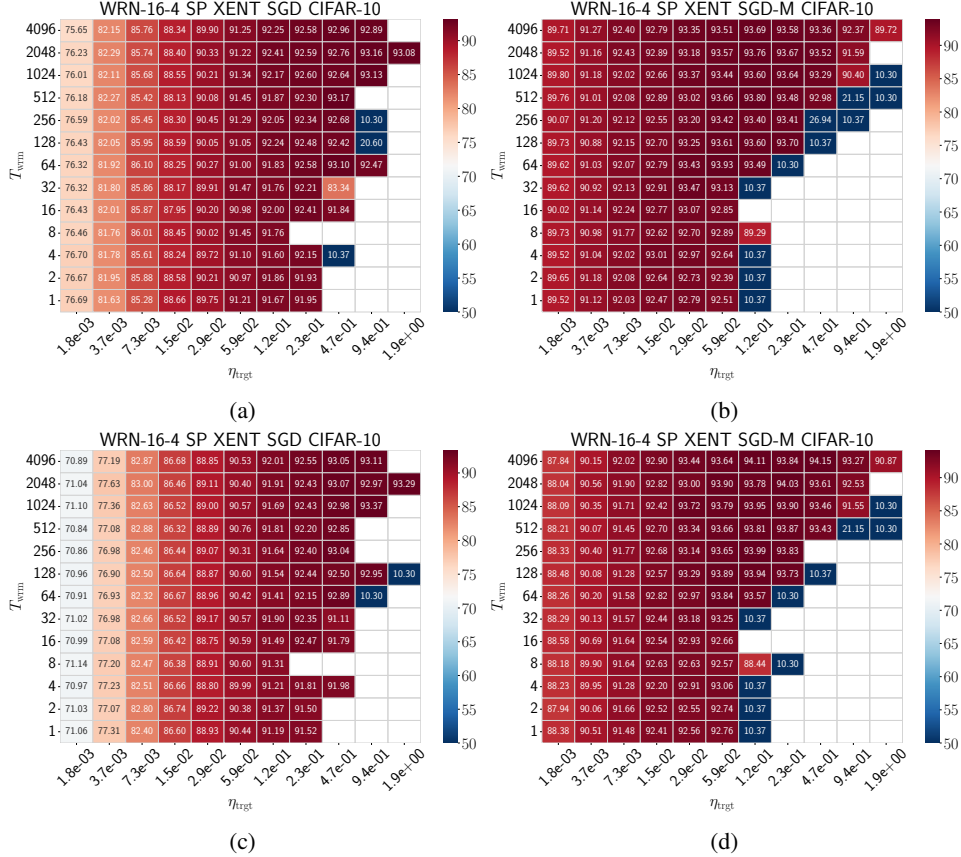 WRN-16-4 SP XENT SGD CIFAR-10
4096 75.65 82.15 85.76 88.34 89.90 91.25 92.25 92.58 92.96 92.89
2048 76.23 82.29 85.74 88.40 90.33 91.22 92.41 92.59 92.76 93.16 93.08
1024 76.01 82.11 85.68 88.55 90.21 91.34 92.17 92.60 92.64 93.13
512 76.18 82.27 85.42 88.13 90.08 91.45 91.87 92.30 93.17
256 76.59 82.02 85.45 88.30 90.45 91.29 92.05 92.34 92.68 10.30
128 76.43 82.05 85.95 88.59 90.05 91.05 92.24 92.48 92.42 20.60
64 76.32 81.92 86.10 88.25 90.27 91.00 91.83 92.58 93.10 92.47
32 76.32 81.80 85.86 88.17 89.91 91.47 91.76 92.21 83.34
16 76.43 82.01 85.87 87.95 90.20 90.98 92.00 92.41 91.84
8 76.46 81.76 86.01 88.45 90.02 91.45 91.76
4 76.70 81.78 85.61 88.24 89.72 91.10 91.60 92.15 10.37
2 76.67 81.95 85.88 88.58 90.21 90.97 91.86 91.93
1 76.69 81.63 85.28 88.66 89.75 91.21 91.67 91.95
T_wrm
1.8e-03 3.7e-03 7.3e-03 1.5e-02 2.9e-02 5.9e-02 1.2e-01 2.3e-01 4.7e-01 9.4e-01 1.9e+00
η_trgt
90
85
80
75
70
65
60
55
50
(a)
WRN-16-4 SP XENT SGD-M CIFAR-10
89.71 91.27 92.40 92.79 93.35 93.51 93.69 93.58 93.36 92.37 89.72
89.52 91.16 92.43 92.89 93.18 93.11 93.76 93.67 93.52 91.59
89.80 91.18 92.02 92.66 93.37 93.44 93.60 93.64 93.29 90.40 10.30
89.76 91.01 92.08 92.89 93.02 93.66 93.80 93.48 92.98 21.15 10.30
90.07 91.20 92.12 92.75 93.31 93.12 93.64 93.40 93.41 26.94 10.37
89.73 90.88 92.15 92.70 93.25 93.61 93.60 93.70 10.37
89.62 91.03 92.07 92.79 93.52 93.93 93.49 10.30
89.62 90.92 92.13 92.91 93.47 93.13 10.37
90.02 91.14 92.24 92.77 93.07 92.85
89.73 90.98 91.77 92.62 92.70 92.89 89.29
89.52 91.04 92.02 92.57 92.84 92.71 10.37
89.65 91.18 92.08 92.64 92.73 92.39 10.37
89.52 91.12 92.03 92.47 92.79 92.51 10.37
1.8e-03 3.7e-03 7.3e-03 1.5e-02 2.9e-02 5.9e-02 1.2e-01 2.3e-01 4.7e-01 9.4e-01 1.9e+00
η_trgt
90
85
80
75
70
65
60
55
50
(b)
WRN-16-4 SP XENT SGD CIFAR-10
4096 70.89 77.19 82.87 86.68 88.85 90.53 92.01 92.55 93.05 93.11
2048 71.04 77.63 83.00 86.46 89.11 90.40 91.91 92.43 93.07 92.97 93.29
1024 71.10 77.36 82.63 86.52 89.00 90.57 91.69 92.43 92.98 93.37
512 70.84 77.08 82.88 86.32 88.89 90.76 91.81 92.20 92.85
256 70.86 76.98 82.46 86.44 89.07 90.31 91.64 92.40 93.04
128 70.96 76.90 82.50 86.64 88.87 90.60 91.54 92.44 92.50 92.95 10.30
64 70.91 76.93 82.32 86.67 88.96 90.42 91.41 92.15 92.89 10.30
32 71.02 76.98 82.66 86.52 89.17 90.57 91.90 92.35 91.11
16 70.99 77.08 82.59 86.42 88.75 90.59 91.49 92.47 91.79
8 71.14 77.20 82.47 86.38 88.91 90.60 91.31
4 70.97 77.23 82.51 86.66 88.80 89.99 91.21 91.81 91.98
2 71.03 77.07 82.80 86.74 89.22 90.38 91.37 91.50
1 71.06 77.31 82.40 86.60 88.93 90.44 91.19 91.52
T_wrm
1.8e-03 3.7e-03 7.3e-03 1.5e-02 2.9e-02 5.9e-02 1.2e-01 2.3e-01 4.7e-01 9.4e-01 1.9e+00
η_trgt
90
85
80
75
70
65
60
55
50
(c)
WRN-16-4 SP XENT SGD-M CIFAR-10
87.84 90.15 92.02 92.90 93.44 93.64 94.11 93.84 94.15 93.27 90.87
88.04 90.56 91.80 92.82 93.00 93.90 93.78 94.03 93.61 92.53
88.09 90.35 91.71 92.42 93.72 93.79 93.95 93.90 93.46 91.55 10.30
88.21 90.07 91.45 92.70 93.34 93.66 93.81 93.87 93.43 21.15 10.30
88.33 90.40 91.77 92.68 93.14 93.65 93.99 93.83
88.48 90.08 91.28 92.57 93.29 93.89 93.94 93.73 10.37
88.26 90.20 91.58 92.17 93.28 93.84 93.57 10.30
88.29 90.13 91.57 92.44 93.18 93.25 10.37
88.58 90.69 91.64 92.54 92.93 92.66
88.18 89.90 91.64 92.63 92.63 92.57 88.44 10.30
88.23 89.95 91.28 92.20 92.91 93.06 10.37
87.94 90.06 91.66 92.52 92.55 92.74 10.37
88.38 90.51 91.48 92.41 92.56 92.76 10.37
1.8e-03 3.7e-03 7.3e-03 1.5e-02 2.9e-02 5.9e-02 1.2e-01 2.3e-01 4.7e-01 9.4e-01 1.9e+00
η_trgt
90
85
80
75
70
65
60
55
50
(d)